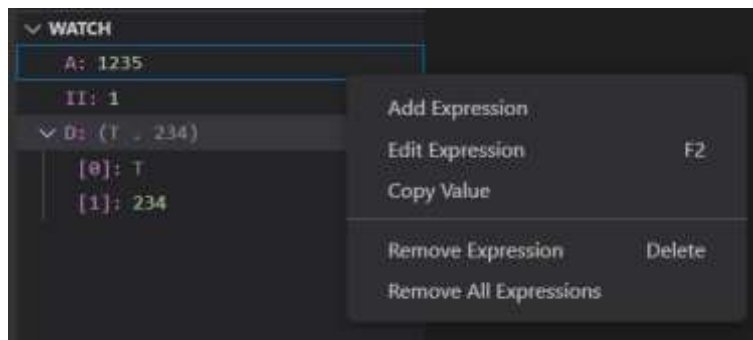 WATCH
A: 1235
II: 1
D: (T . 234)
[0]: T
[1]: 234
Add Expression
Edit Expression F2
Copy Value
Remove Expression Delete
Remove All Expressions